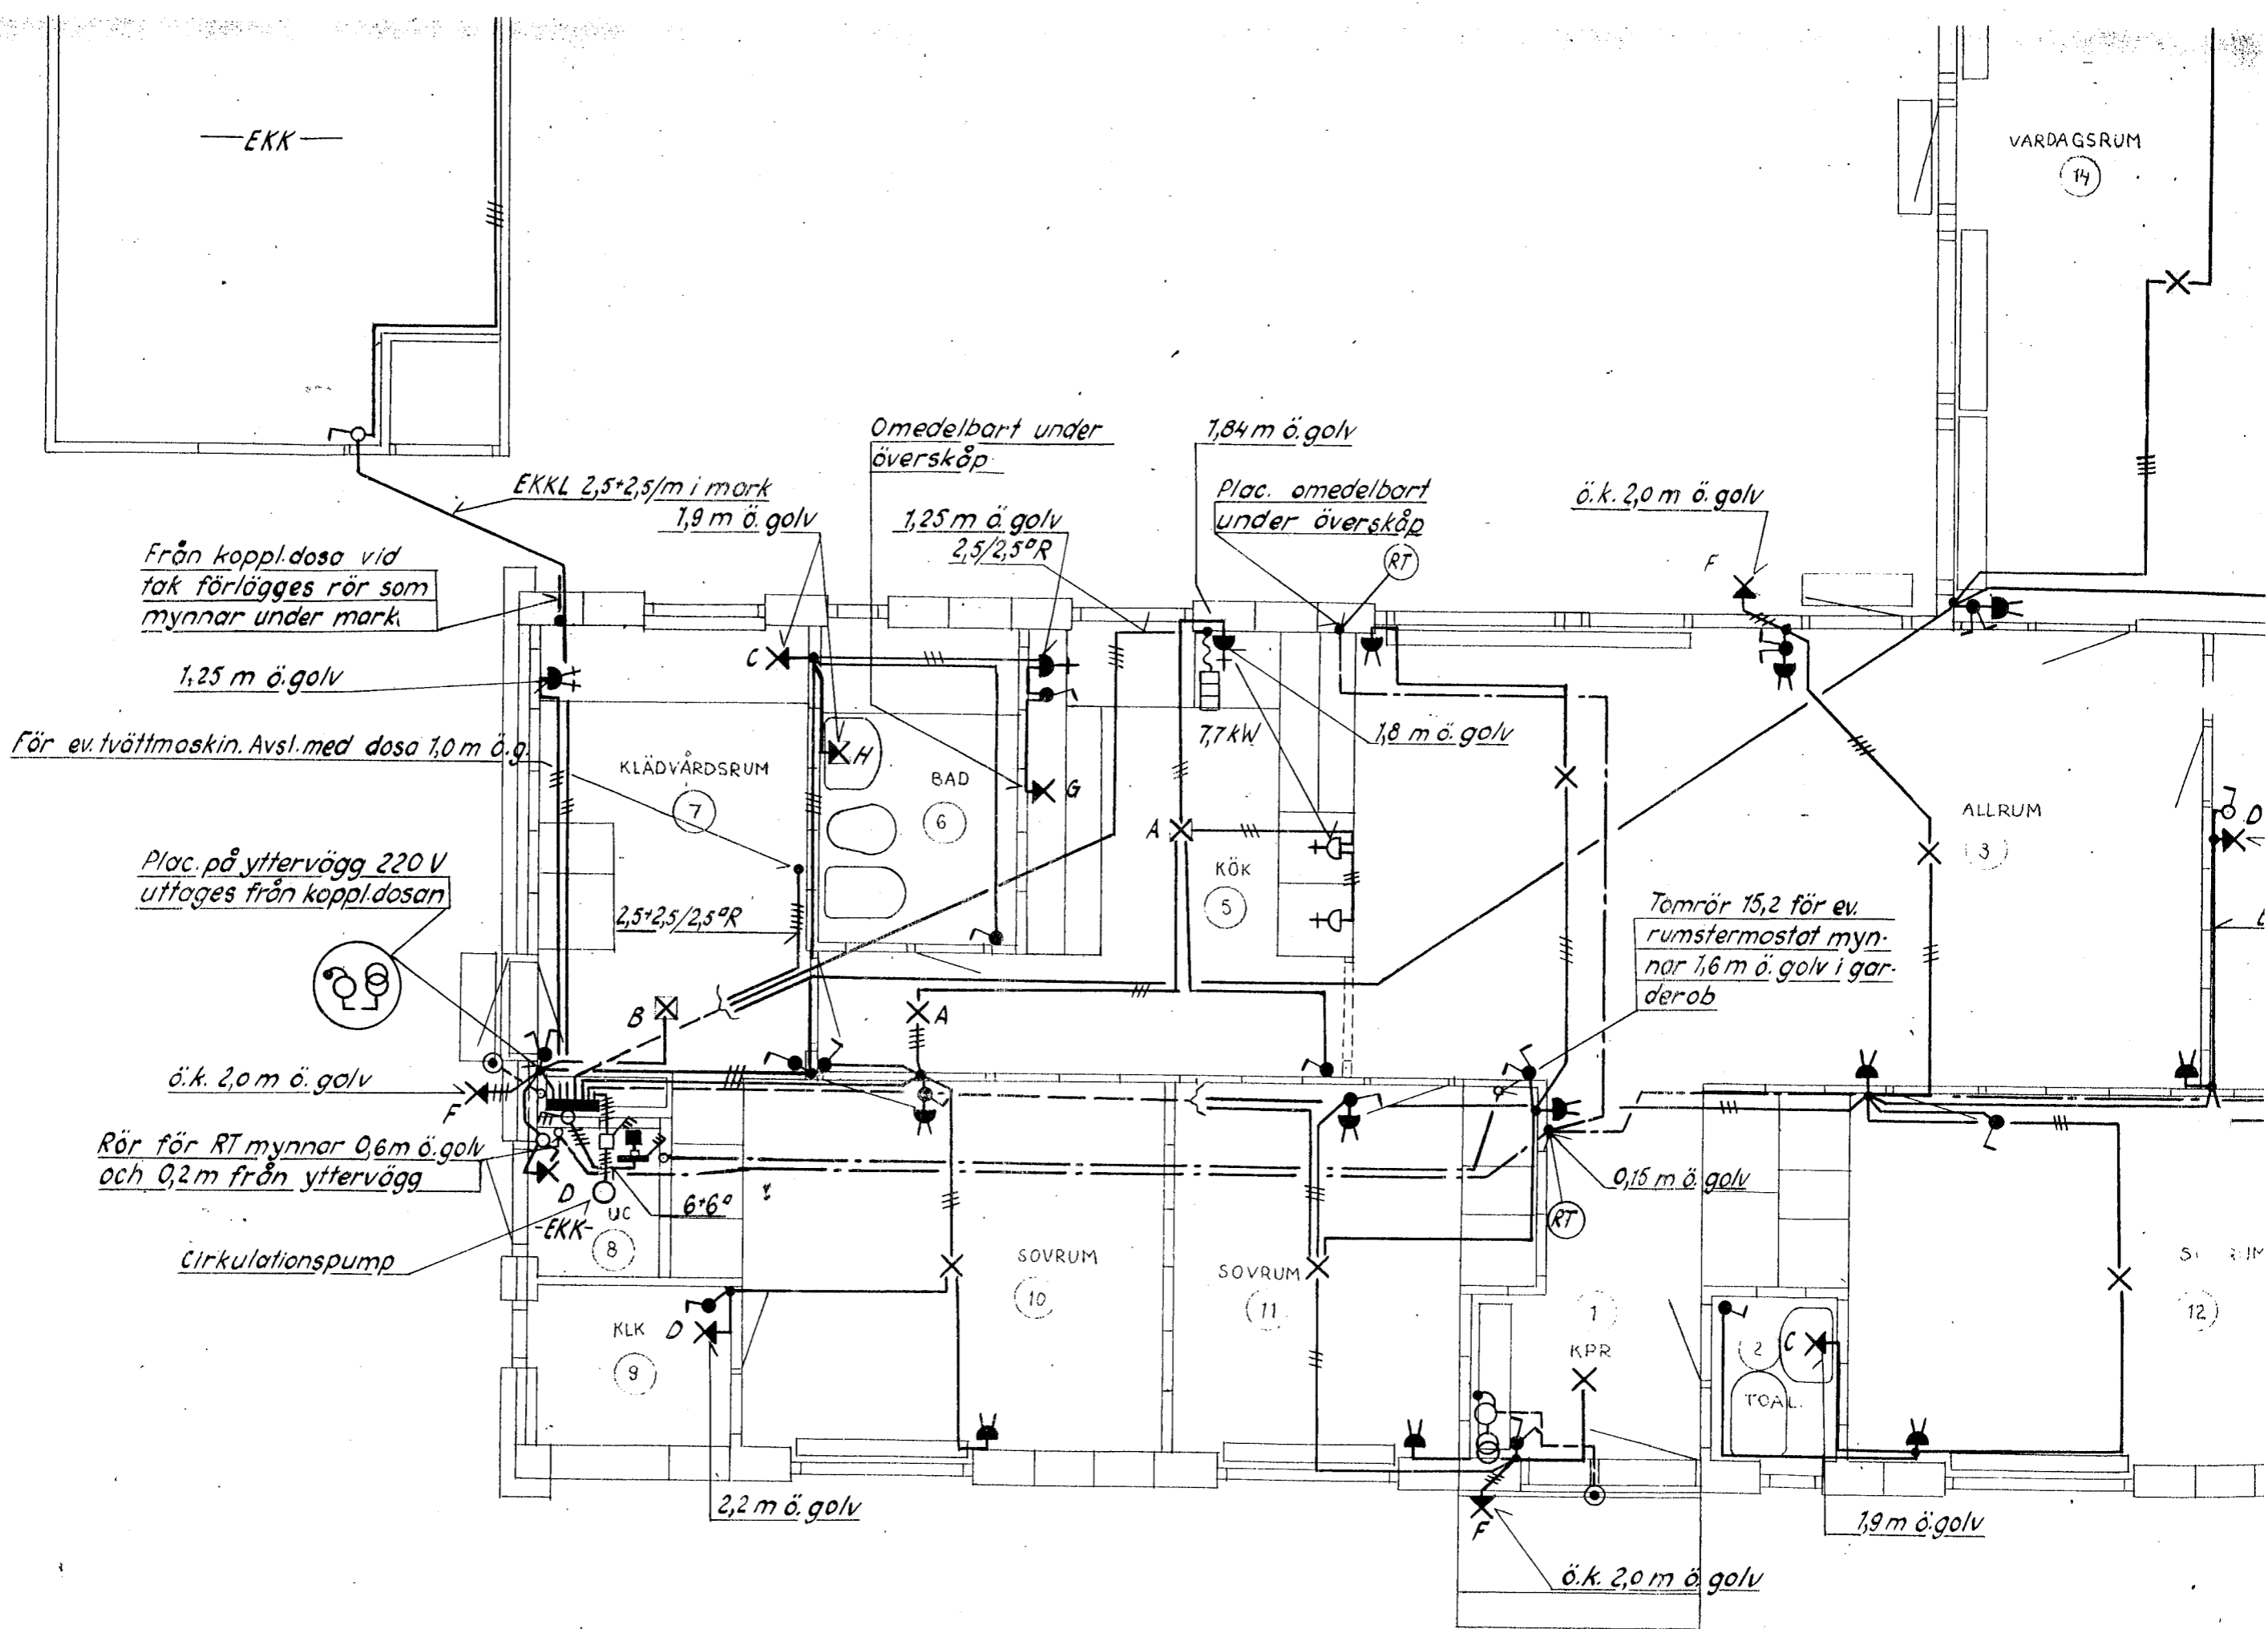 EKK
VARDAGSRUM
14
Omedelbart under
överskåp
1,84 m ö.golv
EKKL 2,5+2,5/m i mark
1,9 m ö. golv
1,25 m ö. golv
2,5/2,5ºR
Plac. omedelbart
under överskåp
RT
ö.k. 2,0 m ö. golv
F
Från koppl.dosa vid
tak förlägges rör som
mynnar under mark.
1,25 m ö.golv
C
7,7 kW
1,8 m ö. golv
För ev. tvättmaskin. Avsl. med dosa 1,0 m ö.g.
KLÄDVÅRDSRUM
7
H
BAD
6
G
A
KÖK
5
ALLRUM
3
D
Plac. på yttervägg 220 V
uttages från koppl.dosan
2,5+2,5/2,5ºR
Tomrör 15,2 för ev.
rumstermostat myn-
nar 1,6 m ö. golv i gar-
derob
B
A
ö.k. 2,0 m ö. golv
F
Rör för RT mynnar 0,6 m ö.golv
och 0,2 m från yttervägg
D
-EKK-
UC
8
6+6º
0,15 m ö. golv
RT
Cirkulationspump
SOVRUM
10
SOVRUM
11
1
KPR
12
KLK
D
9
2
C
TOAL.
2,2 m ö. golv
F
1,9 m ö.golv
ö.k. 2,0 m ö. golv